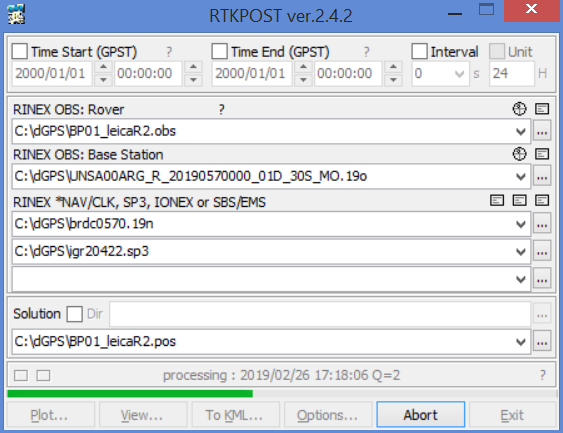 RTKPOST ver.2.4.2
Time Start (GPST) ? Time End (GPST) ? Interval Unit
2000/01/01 00:00:00 2000/01/01 00:00:00 0 s 24 H
RINEX OBS: Rover ?
C:\dGPS\BP01_leicaR2.obs ...
RINEX OBS: Base Station
C:\dGPS\UNSA00ARG_R_20190570000_01D_30S_MO.19o ...
RINEX *NAV/CLK, SP3, IONEX or SBS/EMS
C:\dGPS\brdc0570.19n ...
C:\dGPS\igr20422.sp3 ...
...
Solution Dir ...
C:\dGPS\BP01_leicaR2.pos ...
processing : 2019/02/26 17:18:06 Q=2 ?
Plot... View... To KML... Options... Abort Exit